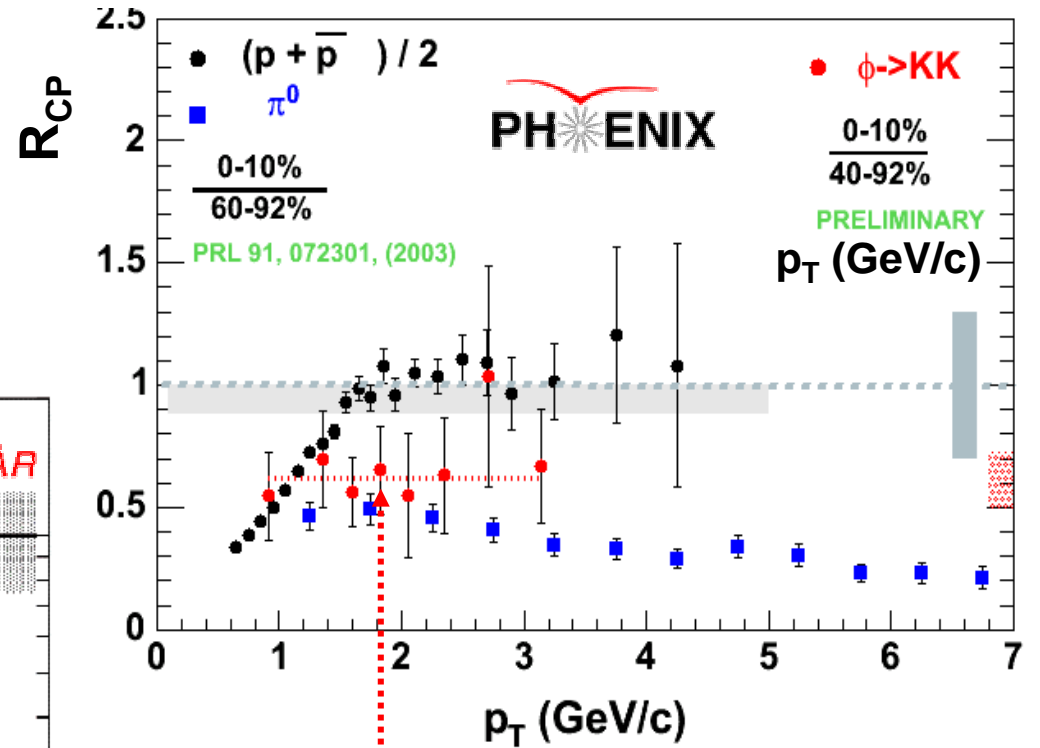 2.5
(p + p̅ ) / 2
π⁰
0-10%
60-92%
PRL 91, 072301, (2003)
PHENIX
ϕ->KK
0-10%
40-92%
PRELIMINARY
p_T (GeV/c)
R_CP
2
1.5
1
0.5
0
0 1 2 3 4 5 6 7
p_T (GeV/c)